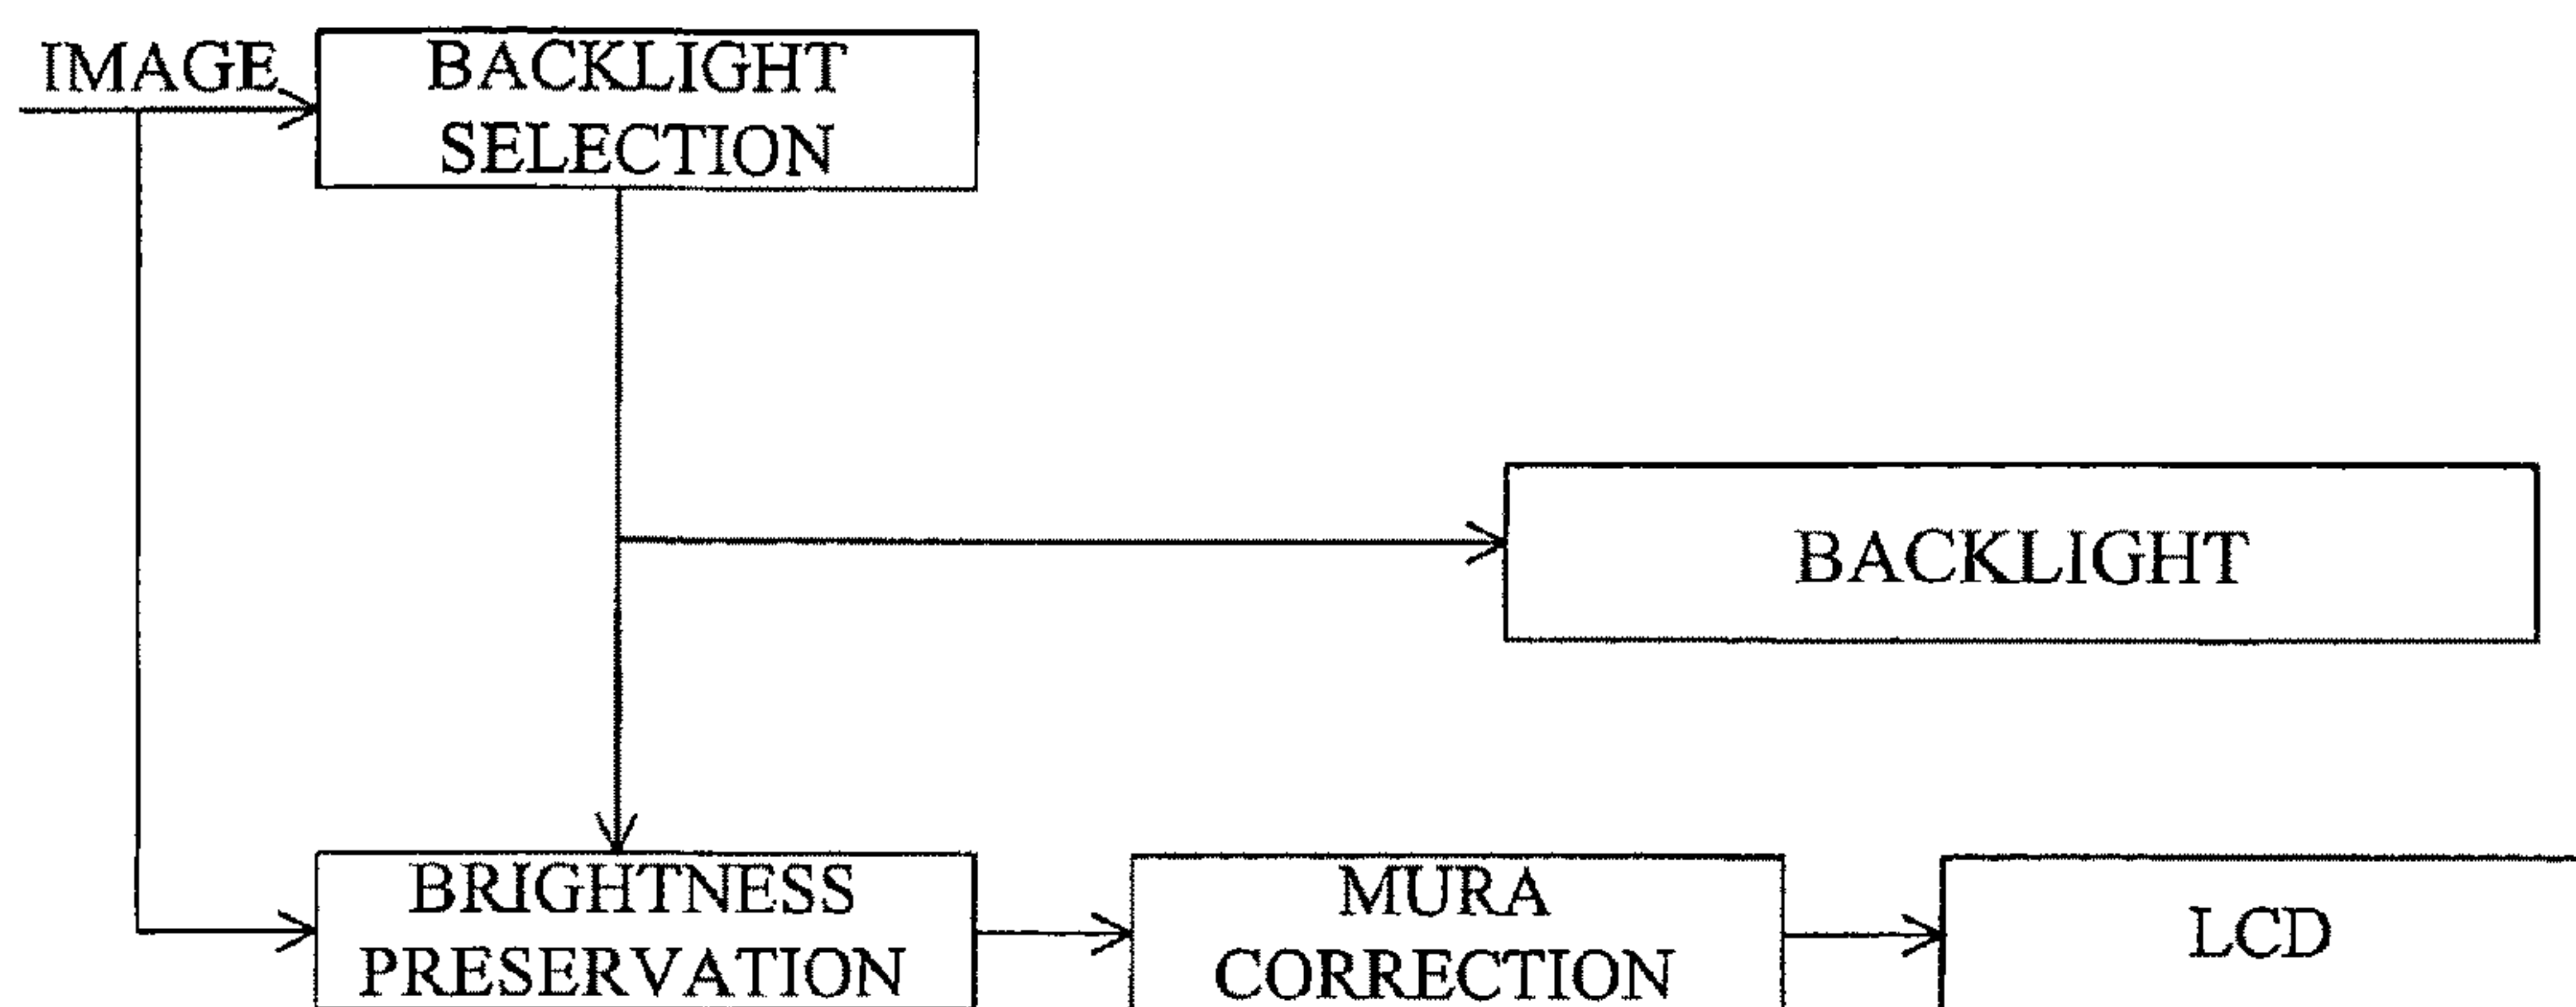 IMAGE
BACKLIGHT
SELECTION
BACKLIGHT
BRIGHTNESS
PRESERVATION
MURA
CORRECTION
LCD